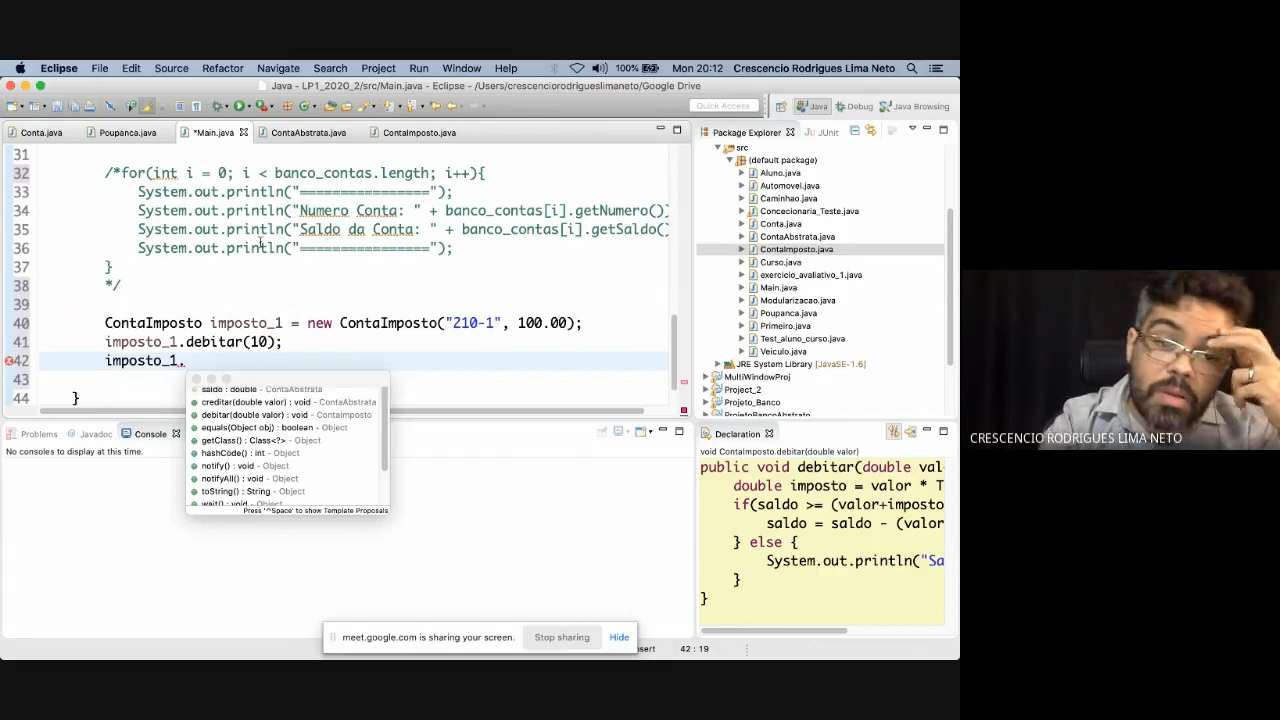 Eclipse File Edit Source Refactor Navigate Search Project Run Window Help 100% Mon 20:12 Crescencio Rodrigues Lima Neto
Java - LP1_2020_2/src/Main.java - Eclipse - /Users/crescenciorodrigueslimaneto/Google Drive
Quick Access Java Debug Java Browsing
Conta.java Poupanca.java *Main.java ContaAbstrata.java ContaImposto.java
31
32 /*for(int i = 0; i < banco_contas.length; i++){
33 System.out.println("================");
34 System.out.println("Numero Conta: " + banco_contas[i].getNumero())
35 System.out.println("Saldo da Conta: " + banco_contas[i].getSaldo()
36 System.out.println("================");
37 }
38 */
39
40 ContaImposto imposto_1 = new ContaImposto("210-1", 100.00);
41 imposto_1.debitar(10);
42 imposto_1.
43
44 }
saldo : double - ContaAbstrata
creditar(double valor) : void - ContaAbstrata
debitar(double valor) : void - ContaImposto
equals(Object obj) : boolean - Object
getClass() : Class<?> - Object
hashCode() : int - Object
notify() : void - Object
notifyAll() : void - Object
toString() : String - Object
wait() : void - Object
Press '^Space' to show Template Proposals
Package Explorer JUnit
src
(default package)
Aluno.java
Automovel.java
Caminhao.java
Concecionaria_Teste.java
Conta.java
ContaAbstrata.java
ContaImposto.java
Curso.java
exercicio_avaliativo_1.java
Main.java
Modularizacao.java
Poupanca.java
Primeiro.java
Test_aluno_curso.java
Veiculo.java
JRE System Library [JavaSE-1.6]
MultiWindowProj
Project_2
Projeto_Banco
ProjetoBancoAbstrato
Problems Javadoc Console
No consoles to display at this time.
Declaration
void ContaImposto.debitar(double valor)
public void debitar(double val
double imposto = valor * T
if(saldo >= (valor+imposto
saldo = saldo - (valor
} else {
System.out.println("Sa
}
}
meet.google.com is sharing your screen. Stop sharing Hide
sert 42 : 19
CRESCENCIO RODRIGUES LIMA NETO